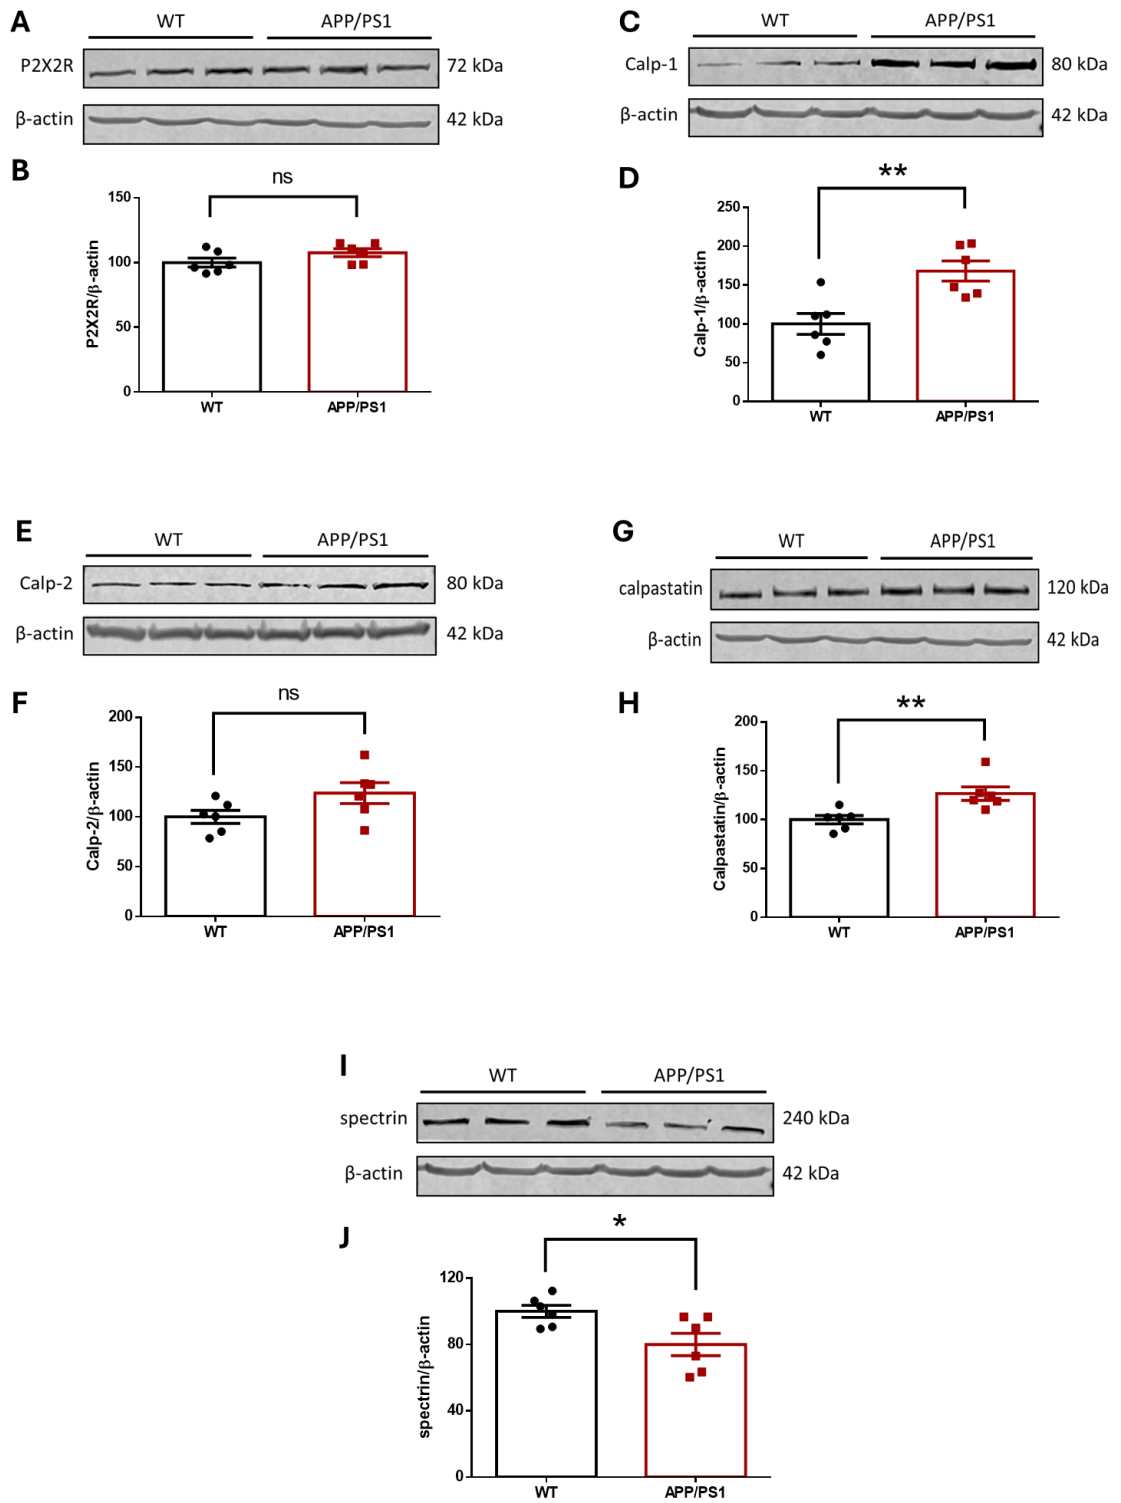 A
WT APP/PS1
P2X2R 72 kDa
β-actin 42 kDa
B
ns
150
100
50
0
P2X2R/β-actin
WT APP/PS1
C
WT APP/PS1
Calp-1 80 kDa
β-actin 42 kDa
D
**
250
200
150
100
50
0
Calp-1/β-actin
WT APP/PS1
E
WT APP/PS1
Calp-2 80 kDa
β-actin 42 kDa
F
ns
200
150
100
50
0
Calp-2/β-actin
WT APP/PS1
G
WT APP/PS1
calpastatin 120 kDa
β-actin 42 kDa
H
**
200
150
100
50
0
Calpastatin/β-actin
WT APP/PS1
I
WT APP/PS1
spectrin 240 kDa
β-actin 42 kDa
J
*
120
80
40
0
spectrin/β-actin
WT APP/PS1